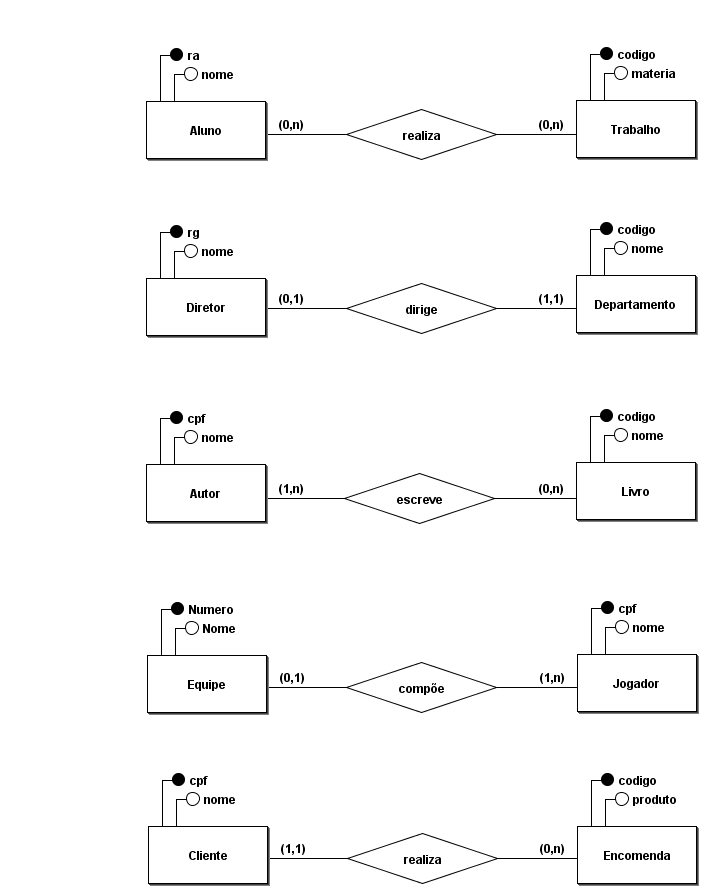 ra
nome
Aluno
(0,n)
realiza
(0,n)
codigo
materia
Trabalho
rg
nome
Diretor
(0,1)
dirige
(1,1)
codigo
nome
Departamento
cpf
nome
Autor
(1,n)
escreve
(0,n)
codigo
nome
Livro
Numero
Nome
Equipe
(0,1)
compõe
(1,n)
cpf
nome
Jogador
cpf
nome
Cliente
(1,1)
realiza
(0,n)
codigo
produto
Encomenda